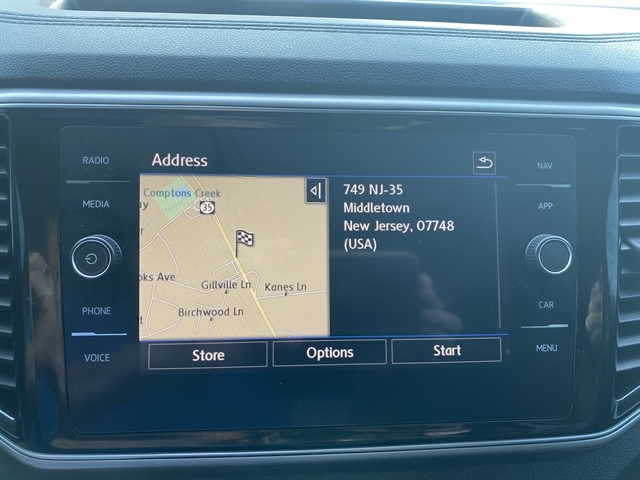 RADIO
MEDIA
PHONE
VOICE
Address
Comptons Creek
35
oks Ave
Gillville Ln
Kanes Ln
Birchwood Ln
749 NJ-35
Middletown
New Jersey, 07748
(USA)
Store
Options
Start
NAV
APP
CAR
MENU